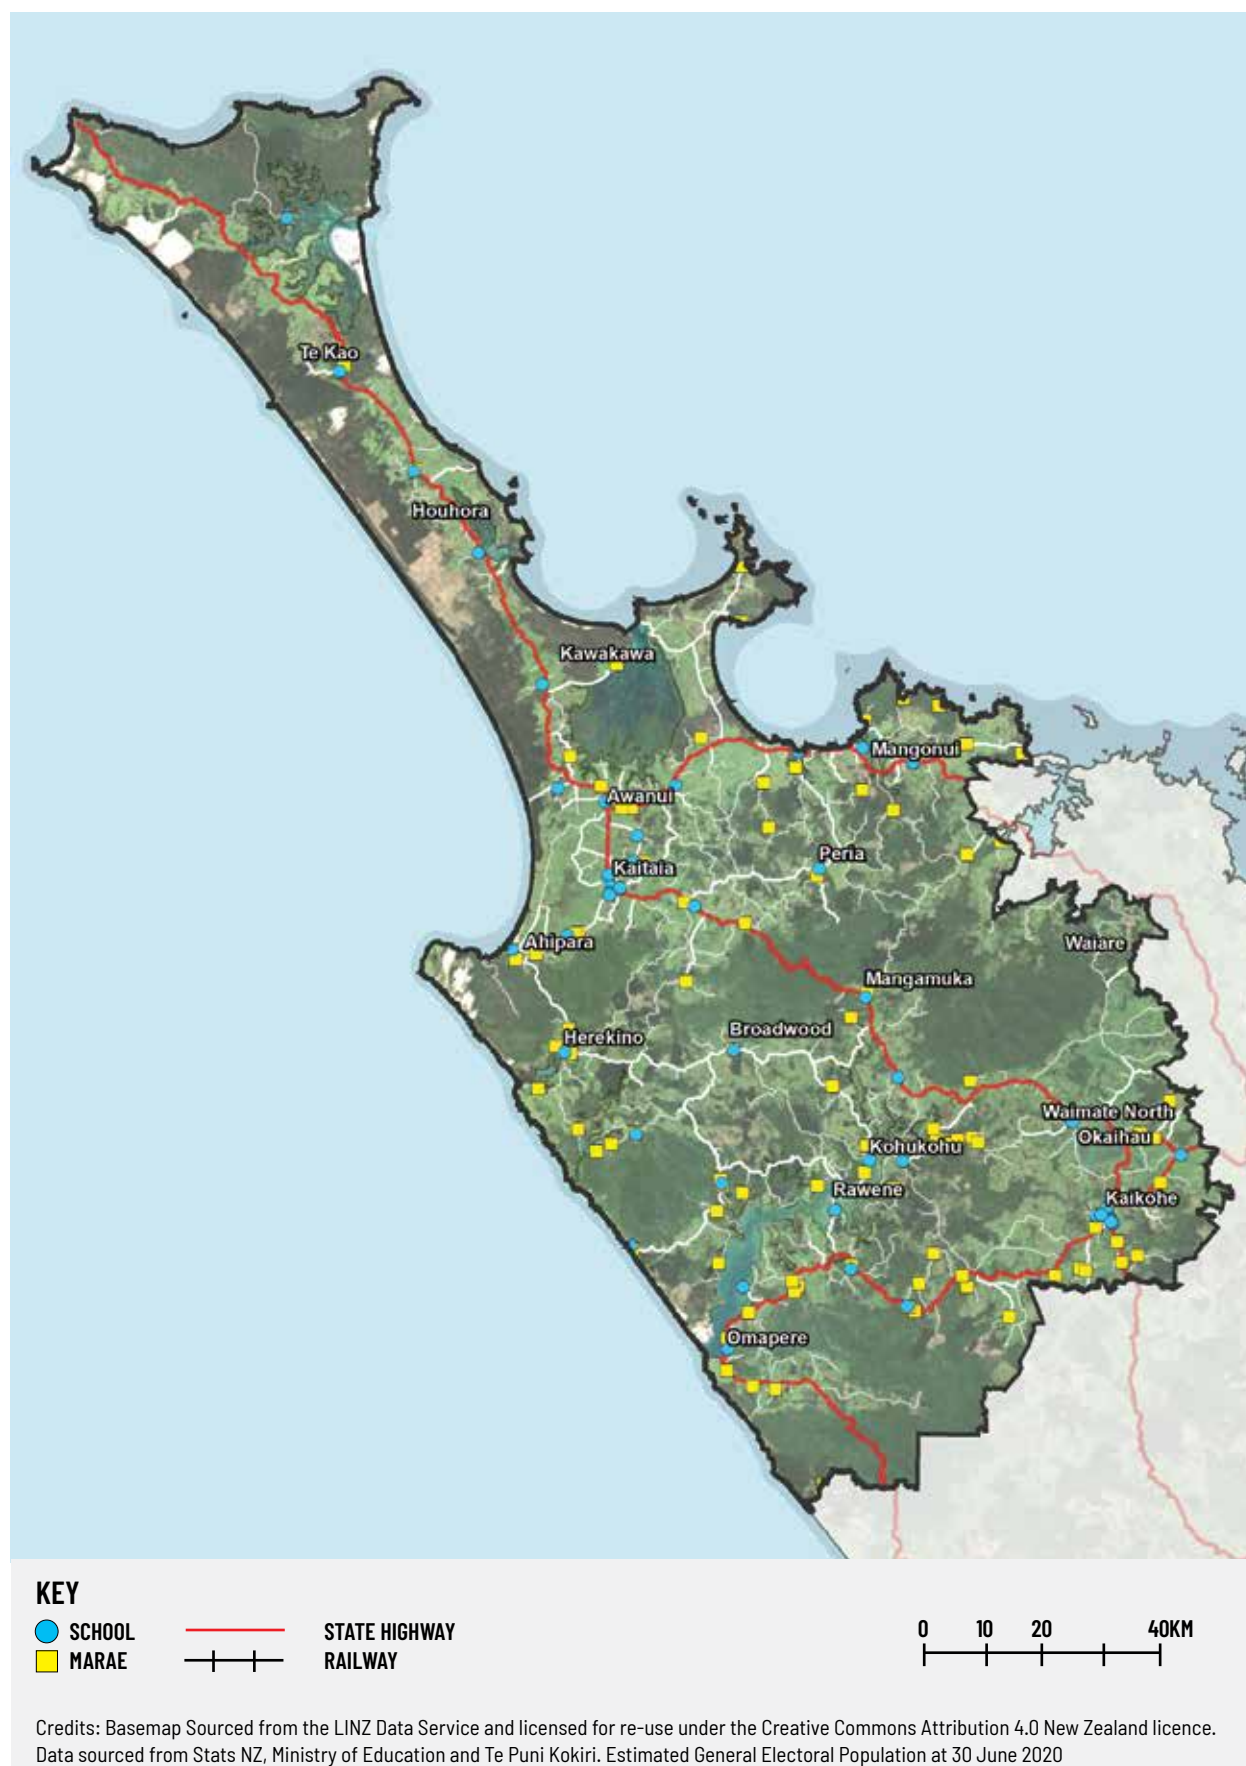 Te Kao
Houhora
Kawakawa
Mangonui
Awanui
Peria
Kaitaia
Ahipara
Waiare
Mangamuka
Herekino
Broadwood
Waimate North
Okaihau
Kohukohu
Rawene
Kaikohe
Omapere
KEY
SCHOOL STATE HIGHWAY
MARAE RAILWAY
0 10 20 40KM
Credits: Basemap Sourced from the LINZ Data Service and licensed for re-use under the Creative Commons Attribution 4.0 New Zealand licence.
Data sourced from Stats NZ, Ministry of Education and Te Puni Kokiri. Estimated General Electoral Population at 30 June 2020